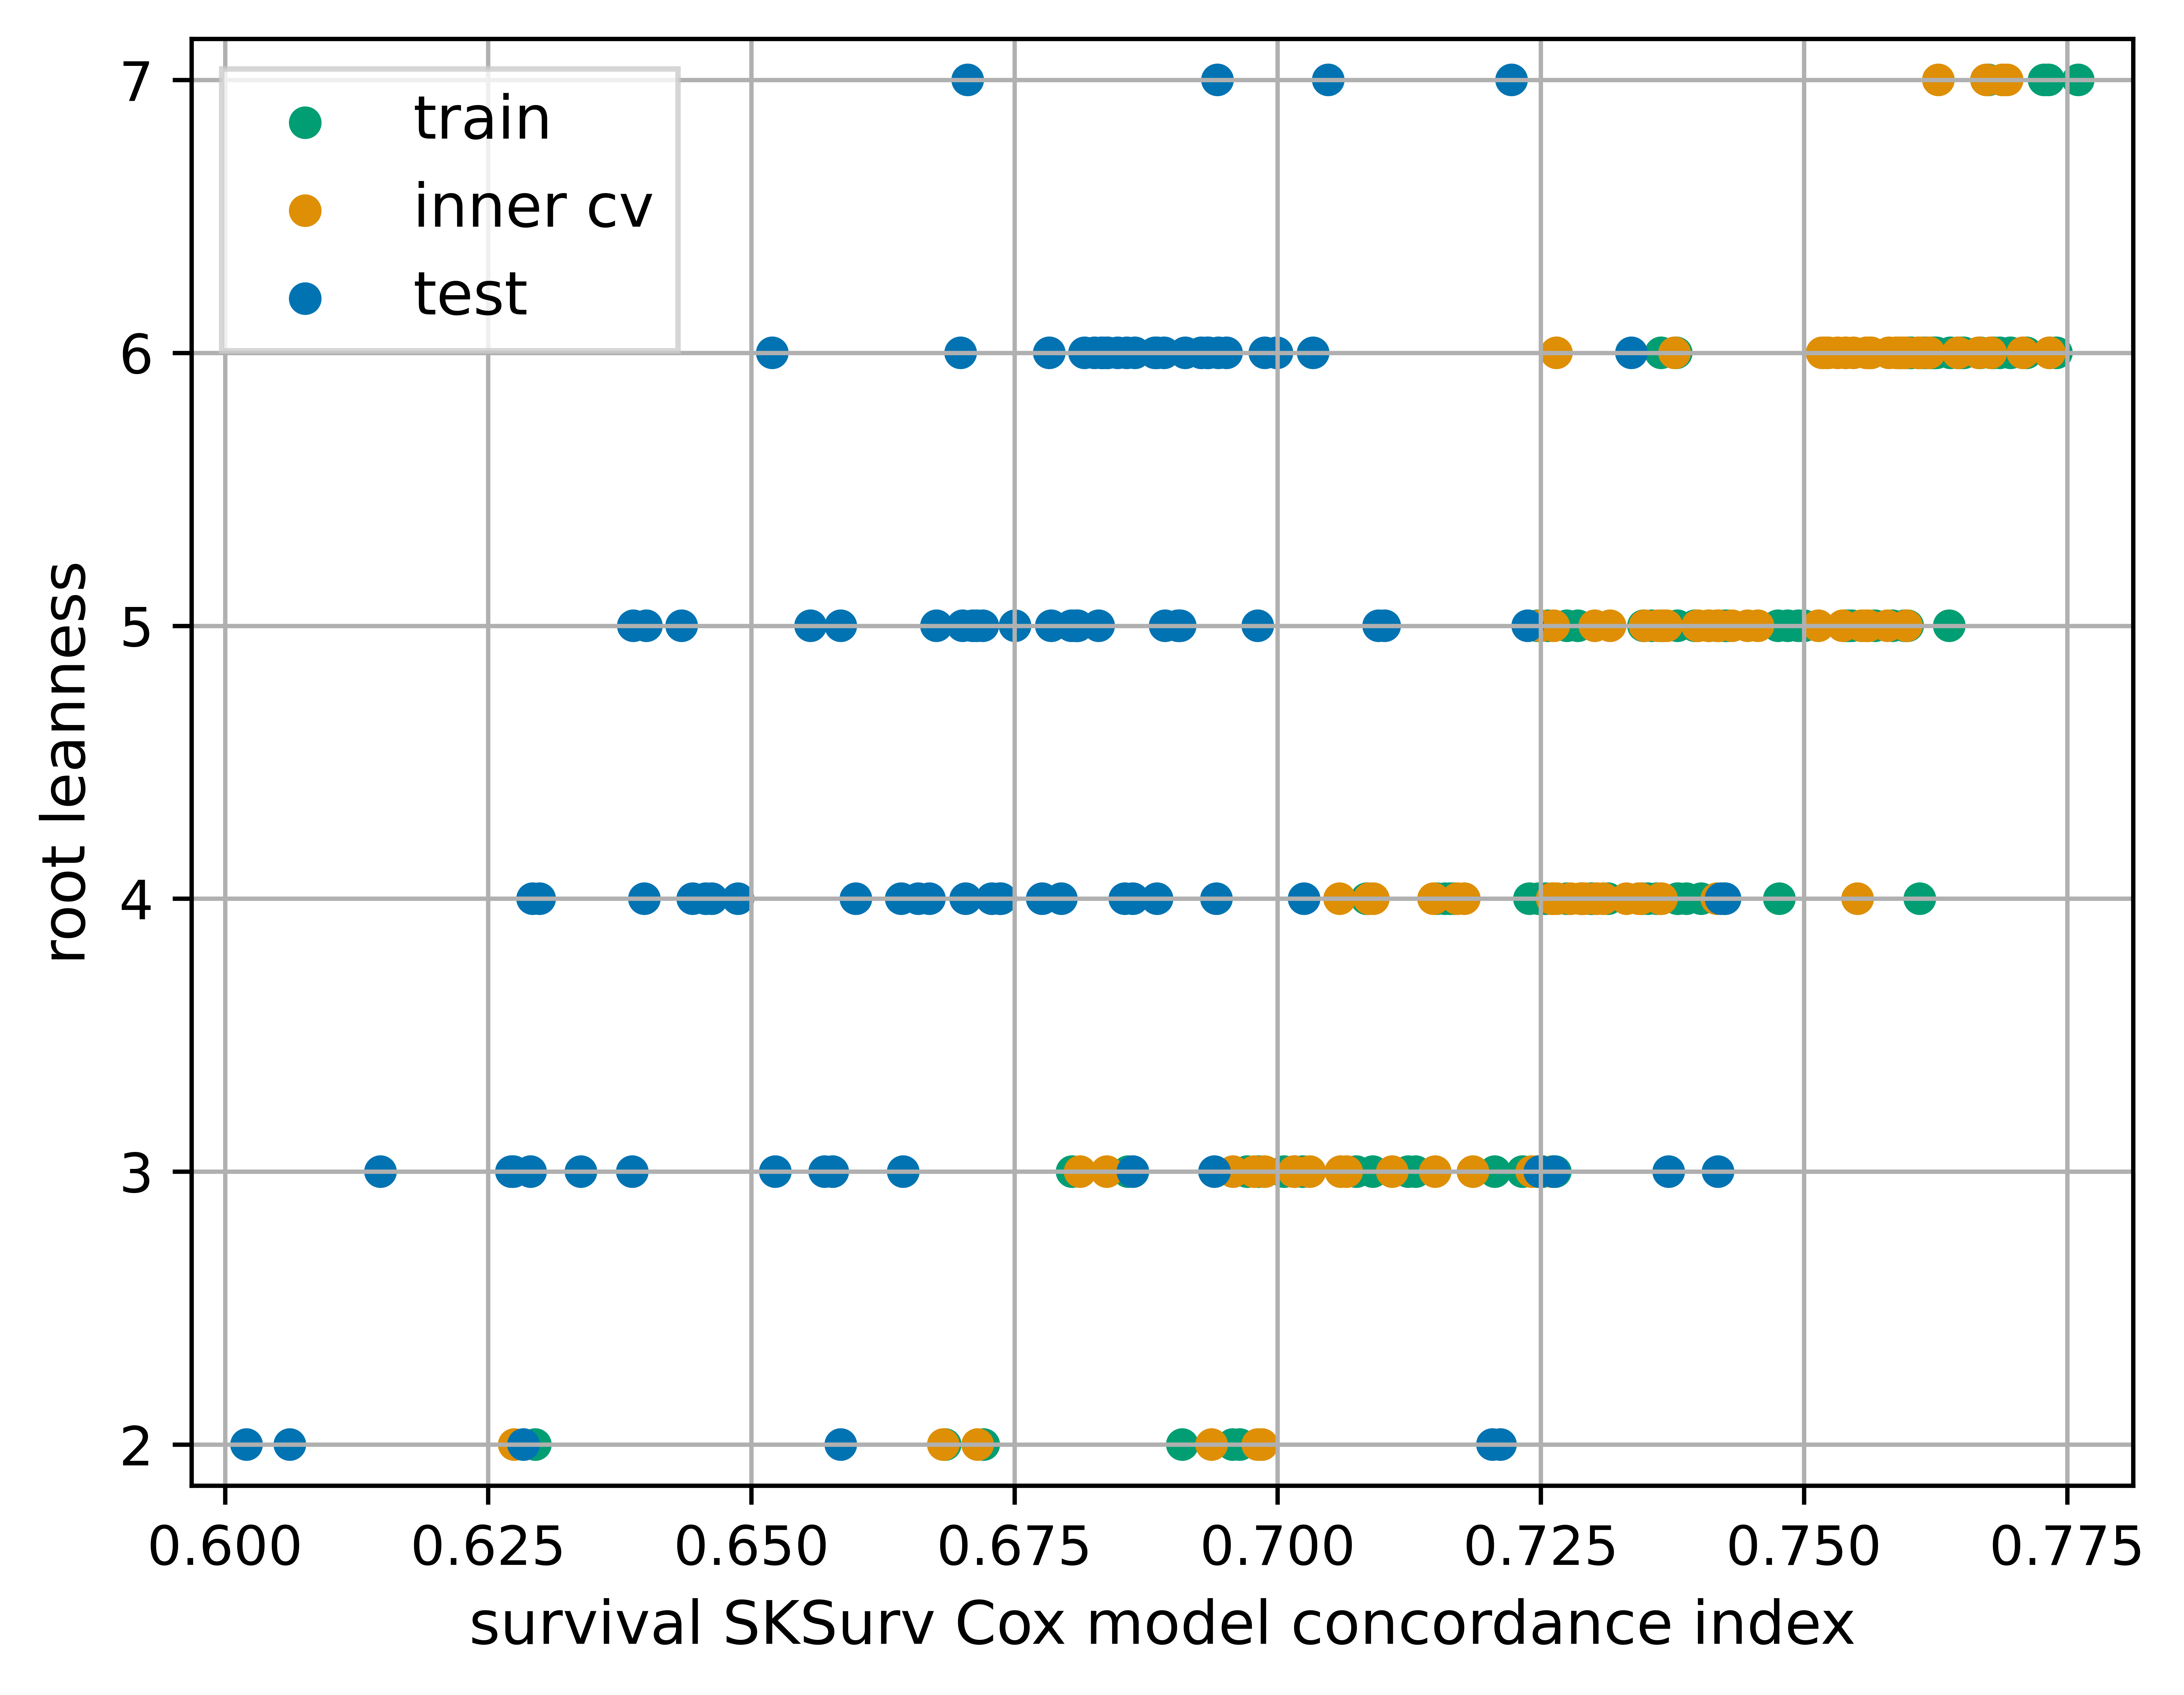 7
6
5
4
3
2
root leanness
train
inner cv
test
0.600 0.625 0.650 0.675 0.700 0.725 0.750 0.775
survival SKSurv Cox model concordance index